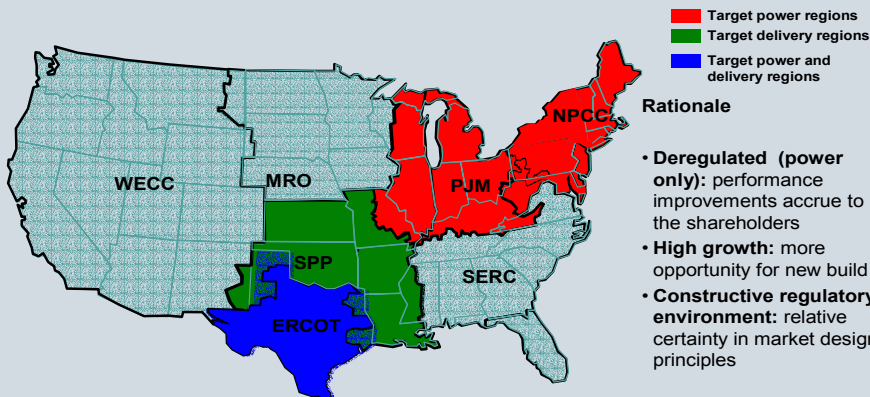 Target power regions
Target delivery regions
Target power and
delivery regions
NPCC
Rationale
WECC
MRO
PJM
SPP
SERC
ERCOT
• Deregulated (power
only): performance
improvements accrue to
the shareholders
• High growth: more
opportunity for new build
• Constructive regulatory
environment: relative
certainty in market design
principles